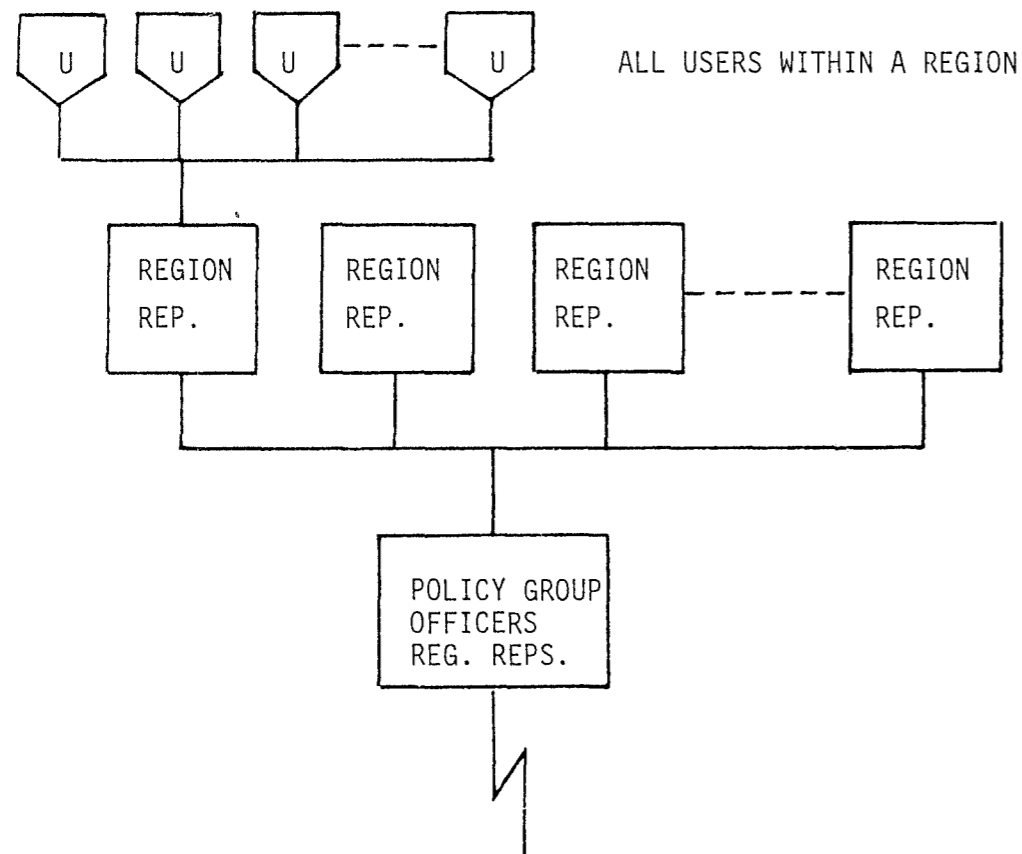 U U U U ALL USERS WITHIN A REGION
REGION REGION REGION REGION
REP. REP. REP. REP.
POLICY GROUP
OFFICERS
REG. REPS.